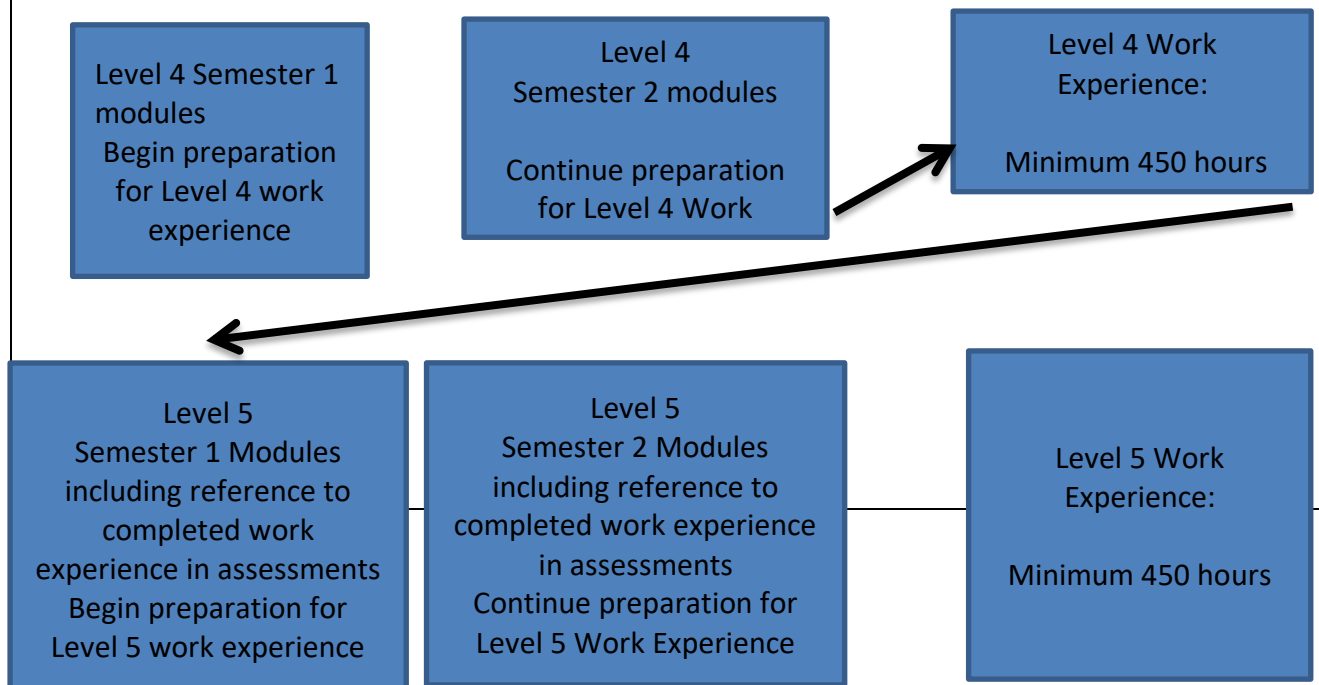 Level 4 Semester 1
modules
Begin preparation
for Level 4 work
experience
Level 4
Semester 2 modules
Continue preparation
for Level 4 Work
Level 4 Work
Experience:
Minimum 450 hours
Level 5
Semester 1 Modules
including reference to
completed work
experience in assessments
Begin preparation for
Level 5 work experience
Level 5
Semester 2 Modules
including reference to
completed work experience
in assessments
Continue preparation for
Level 5 Work Experience
Level 5 Work
Experience:
Minimum 450 hours